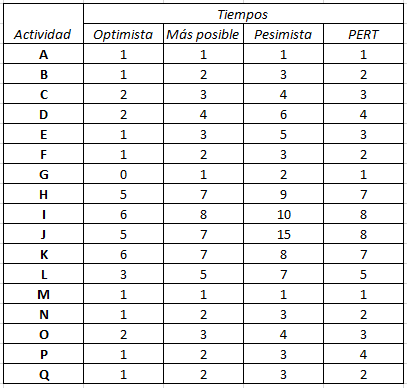 Tiempos
Actividad Optimista Más posible Pesimista PERT
A 1 1 1 1
B 1 2 3 2
C 2 3 4 3
D 2 4 6 4
E 1 3 5 3
F 1 2 3 2
G 0 1 2 1
H 5 7 9 7
I 6 8 10 8
J 5 7 15 8
K 6 7 8 7
L 3 5 7 5
M 1 1 1 1
N 1 2 3 2
O 2 3 4 3
P 1 2 3 4
Q 1 2 3 2